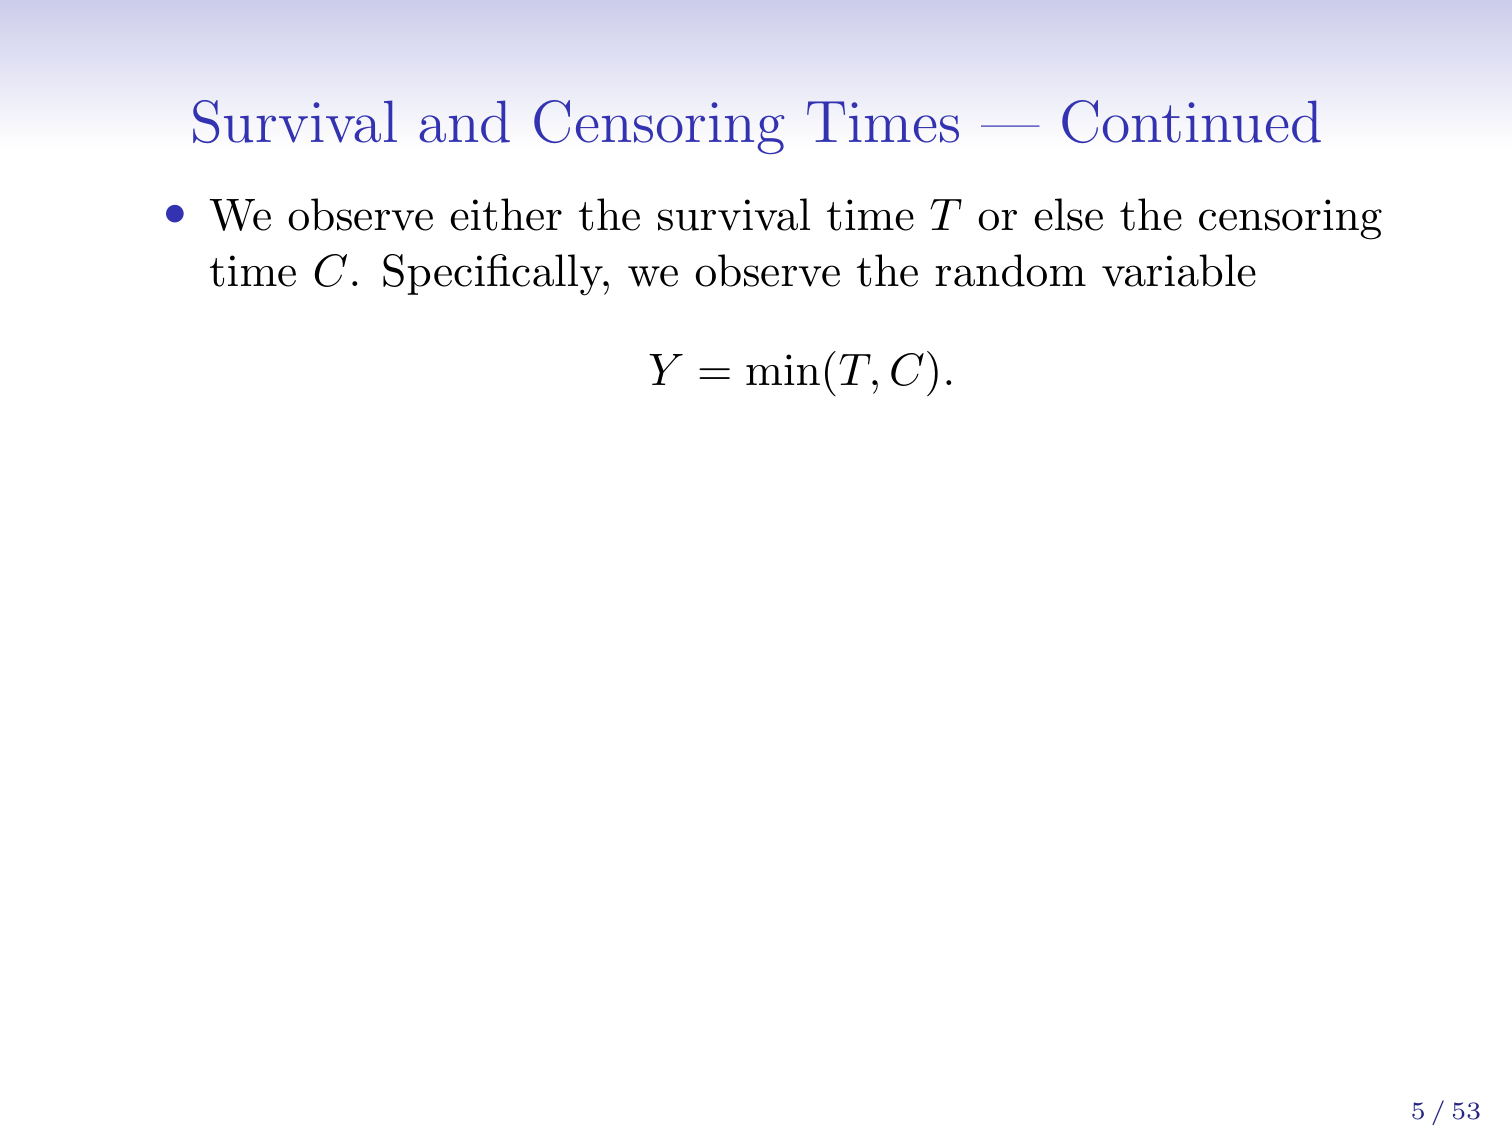 Survival and Censoring Times — Continued
• We observe either the survival time T or else the censoring
time C. Specifically, we observe the random variable
Y = min(T, C).
5 / 53